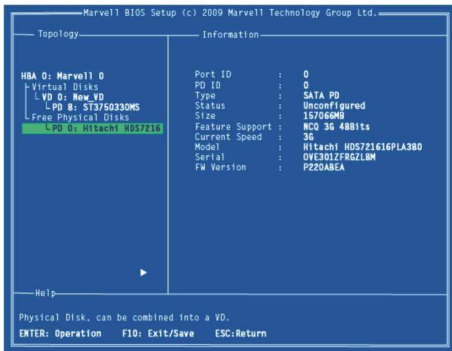 Marvell BIOS Setup (c) 2009 Marvell Technology Group Ltd.
Topology
Information
HBA 0: Marvell 0
Virtual Disks
VD 0: New_VD
PD 8: ST3750330NS
Free Physical Disks
PD 0: Hitachi HDS7216
Port ID : 0
PD ID : 0
Type : SATA PD
Status : Unconfigured
Size : 157066MB
Feature Support : NCQ 3G 48Bits
Current Speed : 3G
Model : Hitachi HDS721616PLA380
Serial : OVE301ZFRGZLBM
FW Version : P22OABEA
Help
Physical Disk, can be combined into a VD.
ENTER: Operation F10: Exit/Save ESC:Return